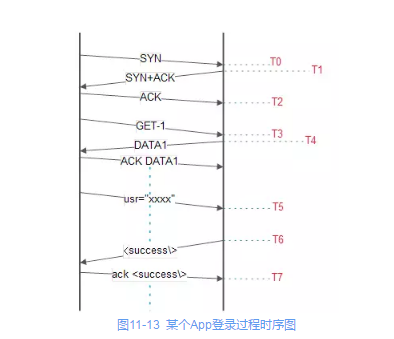 SYN
T0
T1
SYN+ACK
ACK
T2
GET-1
T3
DATA1
T4
ACK DATA1
usr="xxxx"
T5
T6
<success\>
ack <success\>
T7
图11-13 某个App登录过程时序图